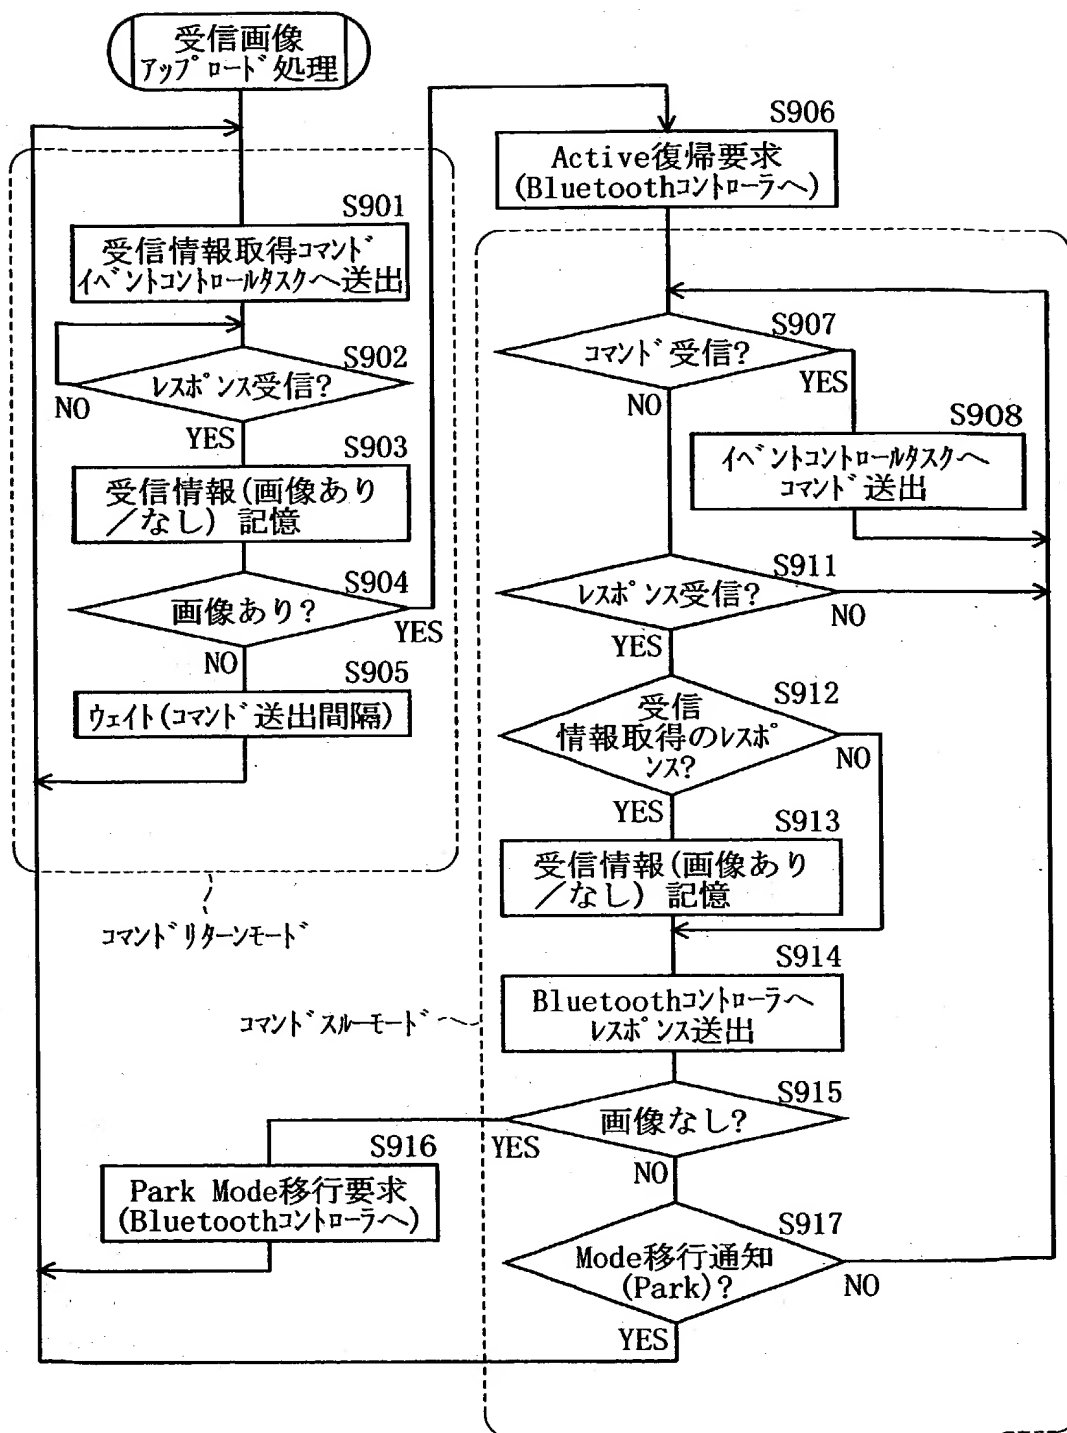 受信画像
アップロード処理
S901
受信情報取得コマンド
イベントコントロールタスクへ送出
S902
レスポンス受信?
NO
YES
S903
受信情報(画像あり
/なし) 記憶
S904
画像あり?
YES
NO
S905
ウェイト(コマンド送出間隔)
コマンドリターンモード
S906
Active復帰要求
(Bluetoothコントローラへ)
S907
コマンド受信?
YES
NO
S908
イベントコントロールタスクへ
コマンド送出
S911
レスポンス受信?
NO
YES
S912
受信
情報取得のレスポ
ンス?
NO
YES
S913
受信情報(画像あり
/なし) 記憶
S914
Bluetoothコントローラへ
レスポンス送出
コマンドスルーモード
S915
画像なし?
YES
NO
S916
Park Mode移行要求
(Bluetoothコントローラへ)
S917
Mode移行通知
(Park)?
NO
YES